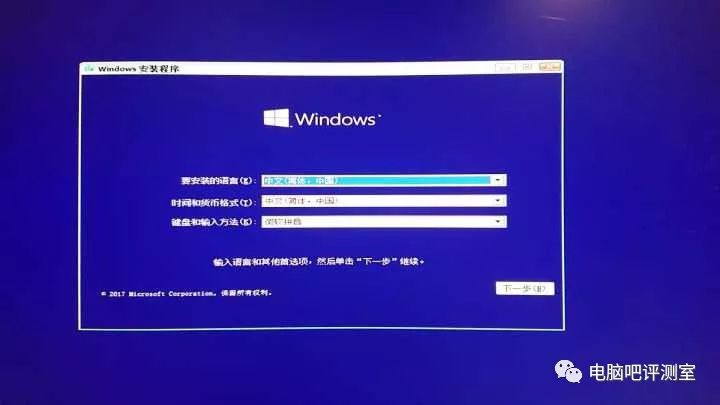 Windows 安装程序
Windows
要安装的语言(E): 中文(简体，中国)
时间和货币格式(T): 中文(简体，中国)
键盘和输入方法(K): 微软拼音
输入语言和其他首选项，然后单击“下一步”继续。
© 2017 Microsoft Corporation。保留所有权利。
下一步(N)
电脑吧评测室